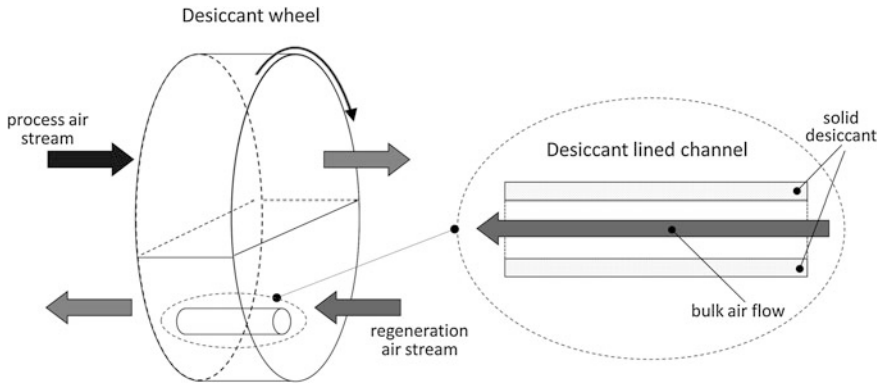 Desiccant wheel
process air
stream
regeneration
air stream
Desiccant lined channel
solid
desiccant
bulk air flow